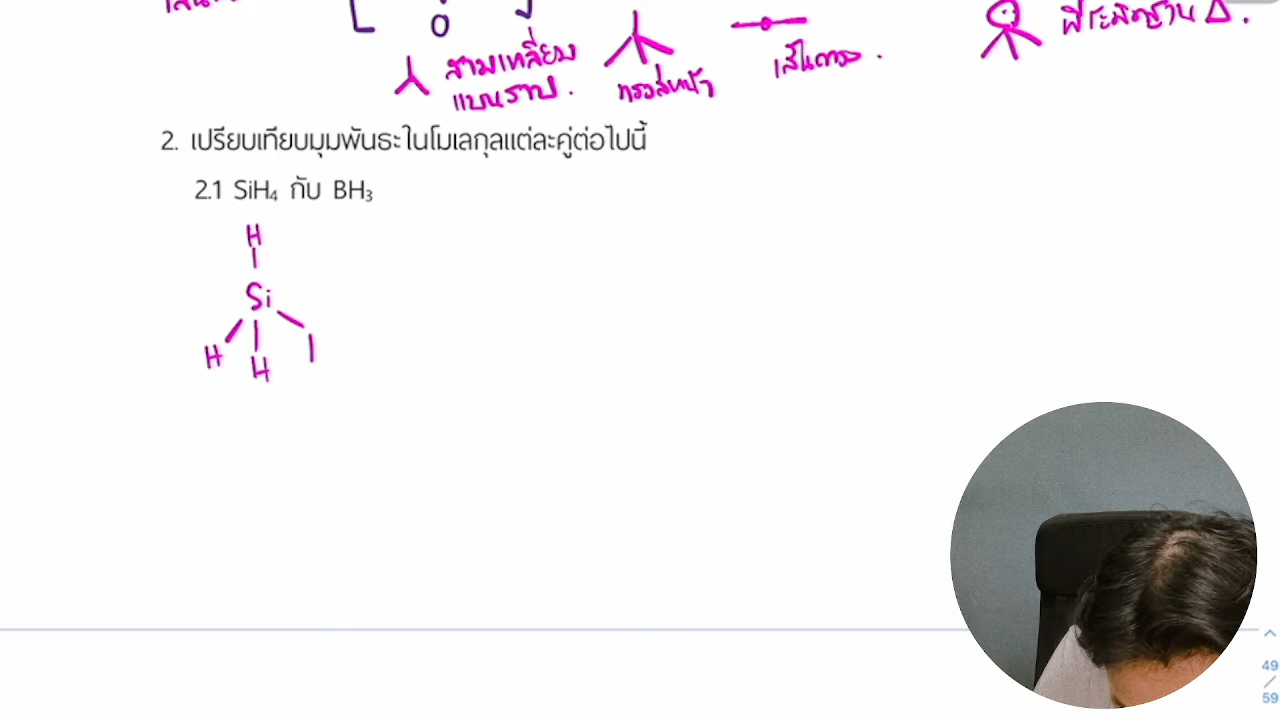 O
สามเหลี่ยม
แบนราบ .
ทรงสี่หน้า
เส้นตรง .
พีระมิดฐาน Δ .
2. เปรียบเทียบมุมพันธะในโมเลกุลแต่ละคู่ต่อไปนี้
2.1 SiH₄ กับ BH₃
H
Si
H H
49
/
59